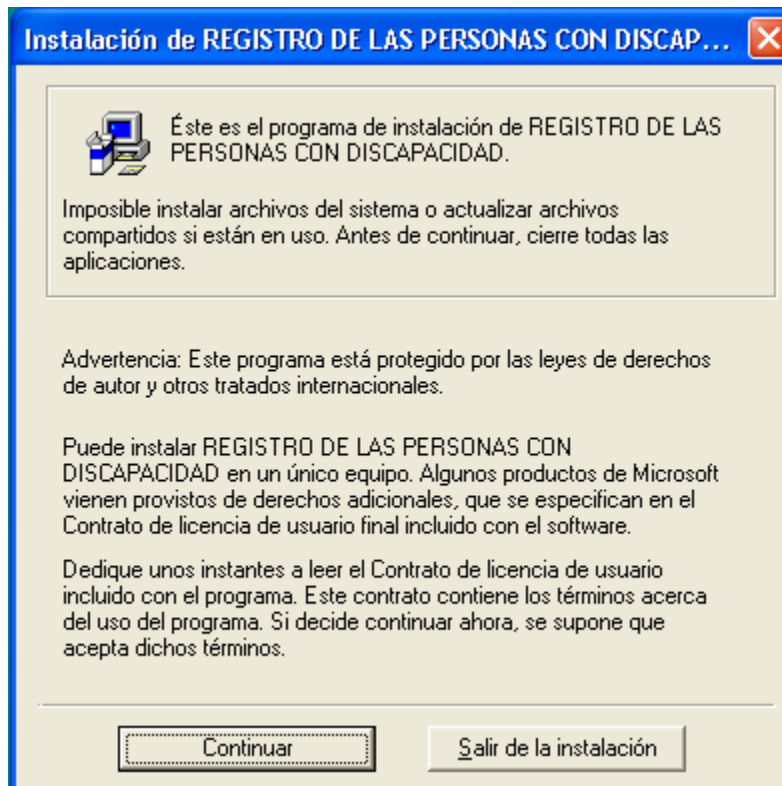 Instalación de REGISTRO DE LAS PERSONAS CON DISCAP...
Éste es el programa de instalación de REGISTRO DE LAS
PERSONAS CON DISCAPACIDAD.
Imposible instalar archivos del sistema o actualizar archivos
compartidos si están en uso. Antes de continuar, cierre todas las
aplicaciones.
Advertencia: Este programa está protegido por las leyes de derechos
de autor y otros tratados internacionales.
Puede instalar REGISTRO DE LAS PERSONAS CON
DISCAPACIDAD en un único equipo. Algunos productos de Microsoft
vienen provistos de derechos adicionales, que se especifican en el
Contrato de licencia de usuario final incluido con el software.
Dedique unos instantes a leer el Contrato de licencia de usuario
incluido con el programa. Este contrato contiene los términos acerca
del uso del programa. Si decide continuar ahora, se supone que
acepta dichos términos.
Continuar
Salir de la instalación